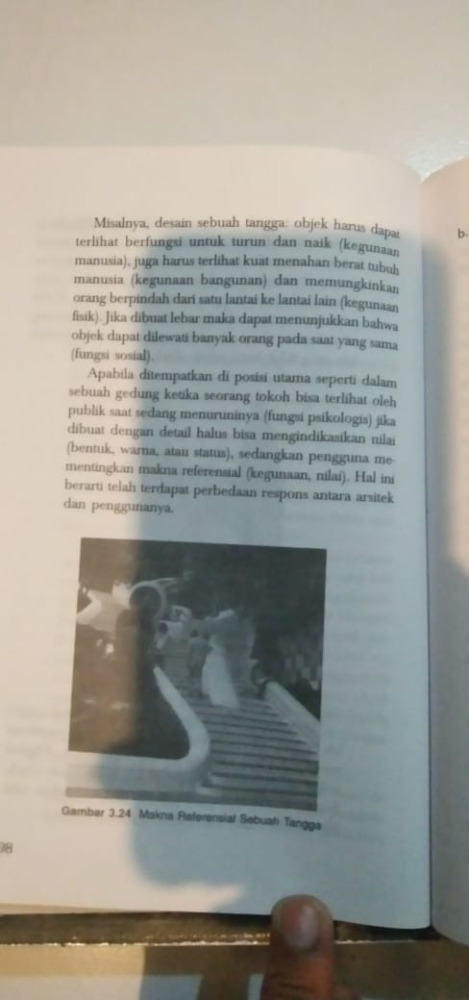 Misalnya, desain sebuah tangga: objek harus dapat
terlihat berfungsi untuk turun dan naik (kegunaan
manusia), juga harus terlihat kuat menahan berat tubuh
manusia (kegunaan bangunan) dan memungkinkan
orang berpindah dari satu lantai ke lantai lain (kegunaan
fisik). Jika dibuat lebar maka dapat menunjukkan bahwa
objek dapat dilewati banyak orang pada saat yang sama
(fungsi sosial).
Apabila ditempatkan di posisi utama seperti dalam
sebuah gedung ketika seorang tokoh bisa terlihat oleh
publik saat sedang menuruninya (fungsi psikologis) jika
dibuat dengan detail halus bisa mengindikasikan nilai
(bentuk, warna, atau status), sedangkan pengguna me-
mentingkan makna referensial (kegunaan, nilai). Hal ini
berarti telah terdapat perbedaan respons antara arsitek
dan penggunanya.
Gambar 3.24 Makna Referensial Sebuah Tangga
98
b.